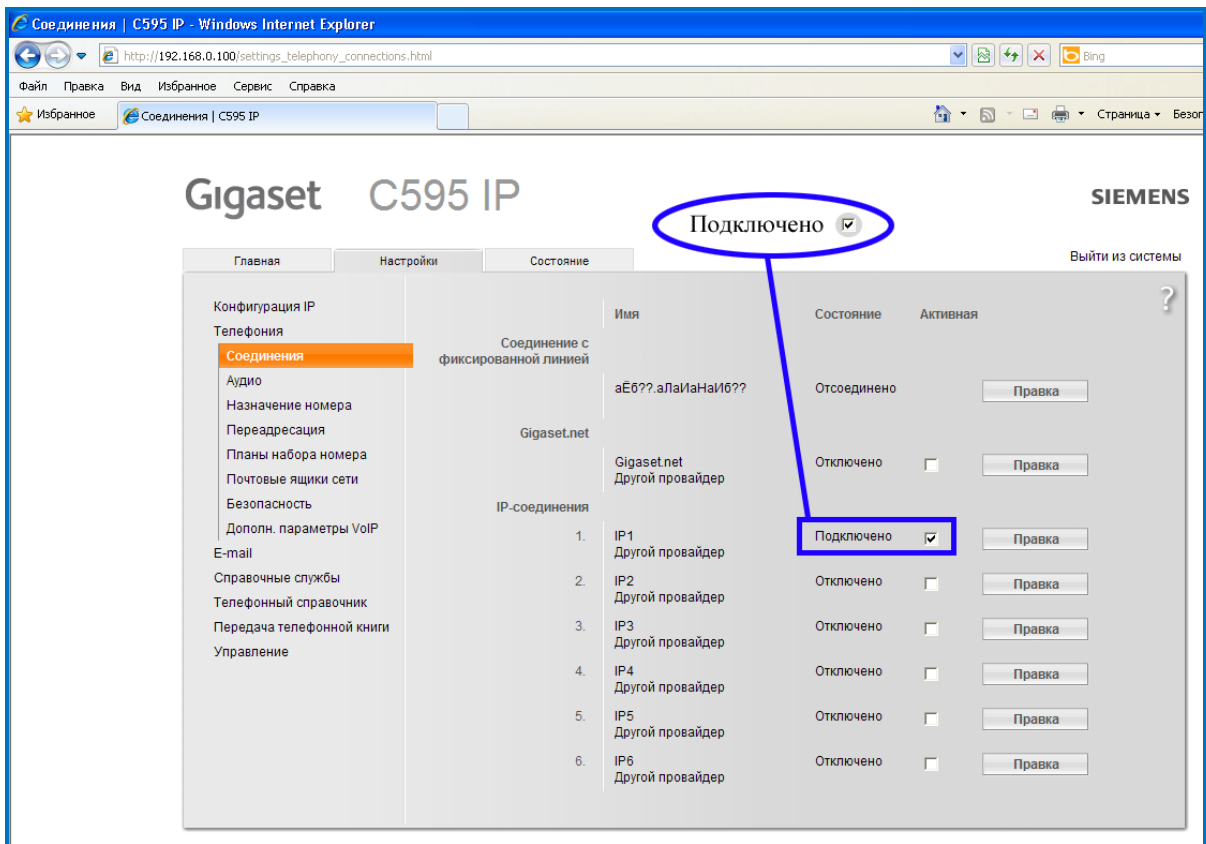 Соединения | C595 IP - Windows Internet Explorer
http://192.168.0.100/settings_telephony_connections.html
Bing
Файл Правка Вид Избранное Сервис Справка
Избранное
Соединения | C595 IP
Страница
Gigaset C595 IP
SIEMENS
Подключено
Главная Настройки Состояние
Выйти из системы
Конфигурация IP
Телефония
Соединения
Аудио
Назначение номера
Переадресация
Планы набора номера
Почтовые ящики сети
Безопасность
Дополн. параметры VoIP
E-mail
Справочные службы
Телефонный справочник
Передача телефонной книги
Управление
?
Имя Состояние Активная
Соединение с
фиксированной линией
аЁб??.аЛаИаНаИб?? Отсоединено Правка
Gigaset.net
Gigaset.net Отключено Правка
Другой провайдер
IP-соединения
1. IP1 Подключено Правка
Другой провайдер
2. IP2 Отключено Правка
Другой провайдер
3. IP3 Отключено Правка
Другой провайдер
4. IP4 Отключено Правка
Другой провайдер
5. IP5 Отключено Правка
Другой провайдер
6. IP6 Отключено Правка
Другой провайдер